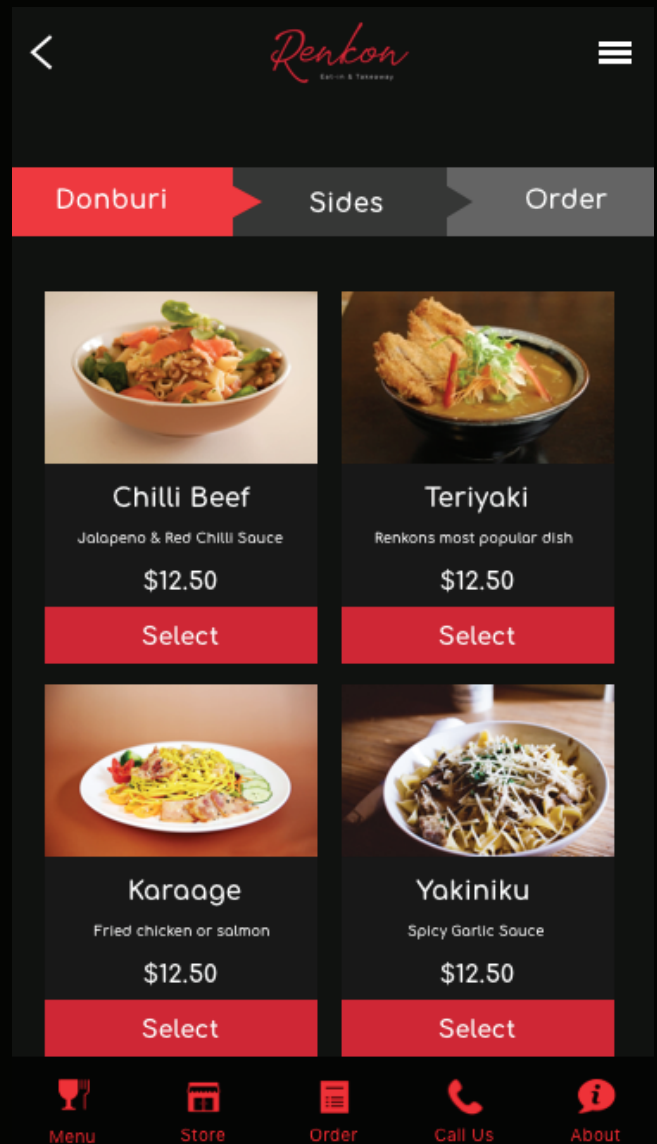 Renkon
Eat-in & Takeaway
Donburi
Sides
Order
Chilli Beef
Jalapeno & Red Chilli Sauce
$12.50
Select
Teriyaki
Renkons most popular dish
$12.50
Select
Karaage
Fried chicken or salmon
$12.50
Select
Yakiniku
Spicy Garlic Sauce
$12.50
Select
Menu
Store
Order
Call Us
About